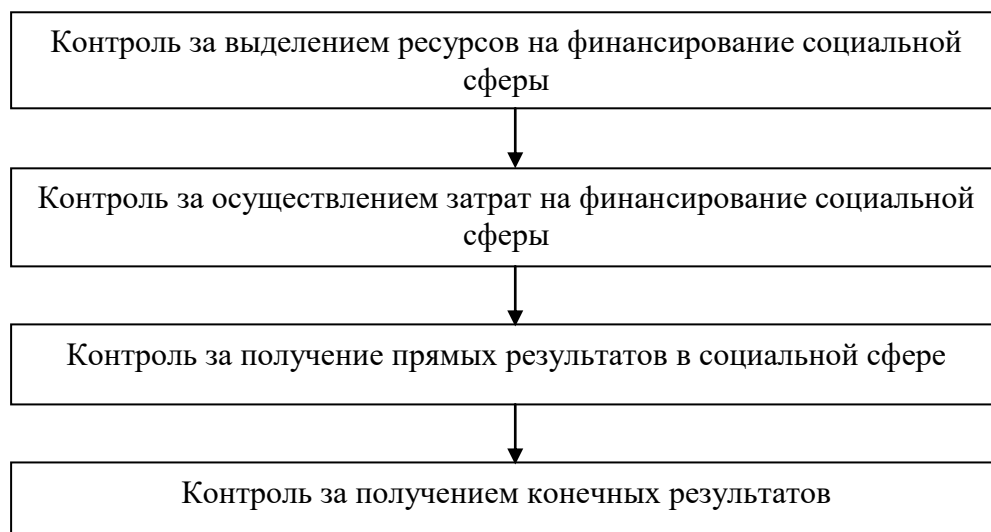 Контроль за выделением ресурсов на финансирование социальной
сферы
Контроль за осуществлением затрат на финансирование социальной
сферы
Контроль за получение прямых результатов в социальной сфере
Контроль за получением конечных результатов